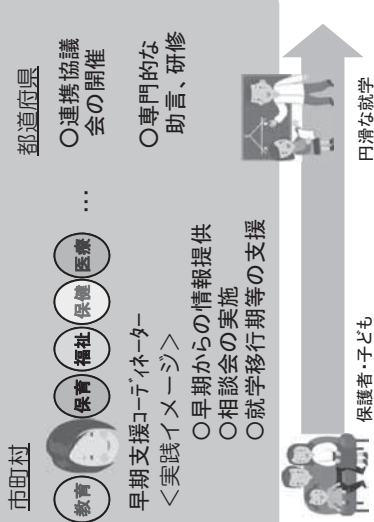 市町村
教育 保育 福祉 保健 医療 …
早期支援コーディネーター
＜実践イメージ＞
○早期からの情報提供
○相談会の実施
○就学移行期等の支援
都道府県
○連携協議
会の開催
○専門的な
助言、研修
保護者・子ども
円滑な就学